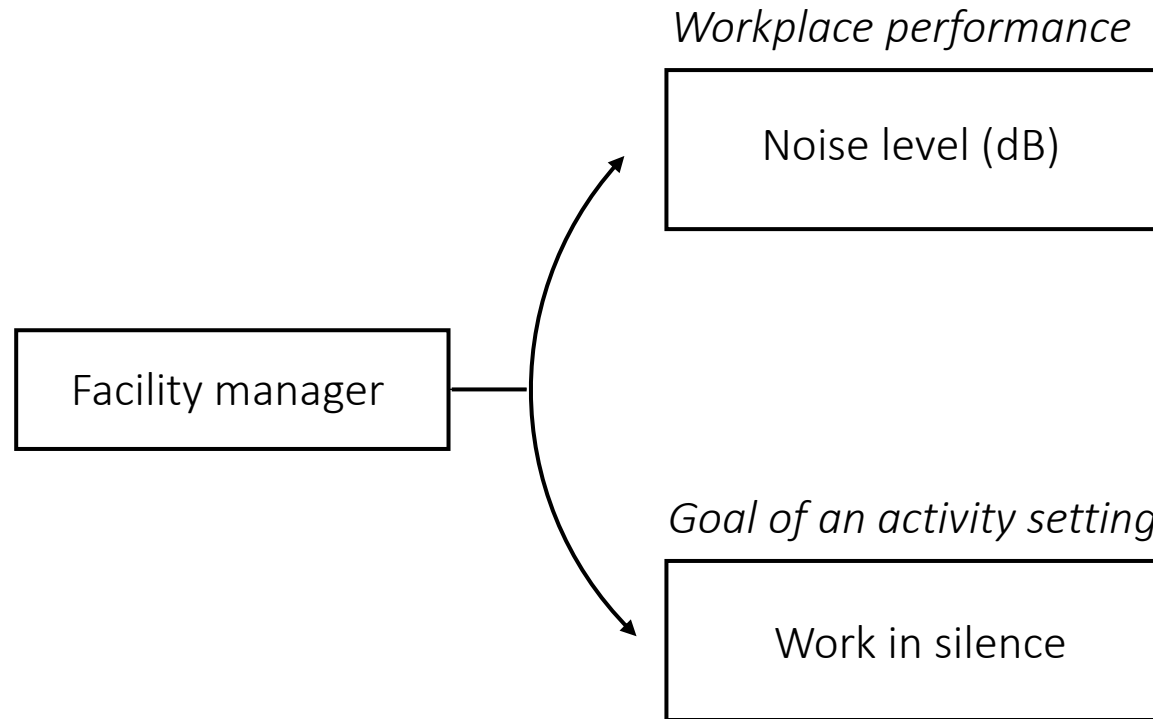 Workplace performance
Noise level (dB)
Facility manager
Goal of an activity setting
Work in silence